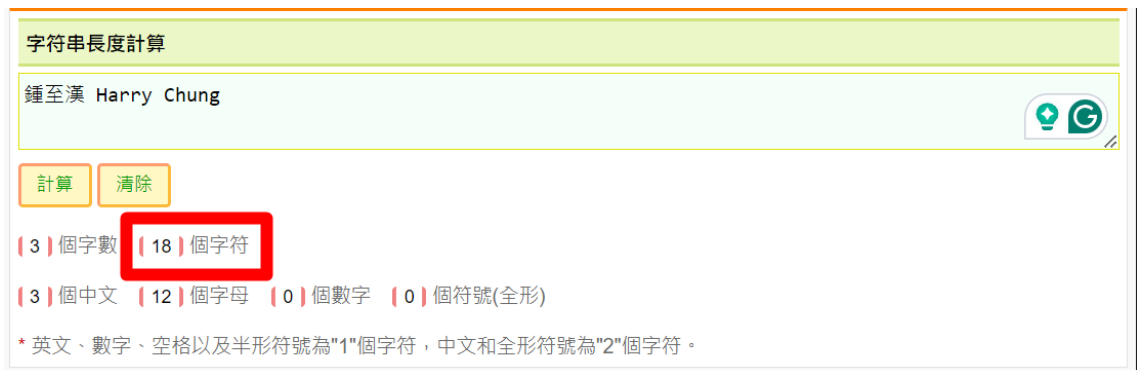 字符串長度計算
鍾至漢 Harry Chung
計算 清除
【3】個字數 【18】個字符
【3】個中文 【12】個字母 【0】個數字 【0】個符號(全形)
* 英文、數字、空格以及半形符號為"1"個字符，中文和全形符號為"2"個字符。